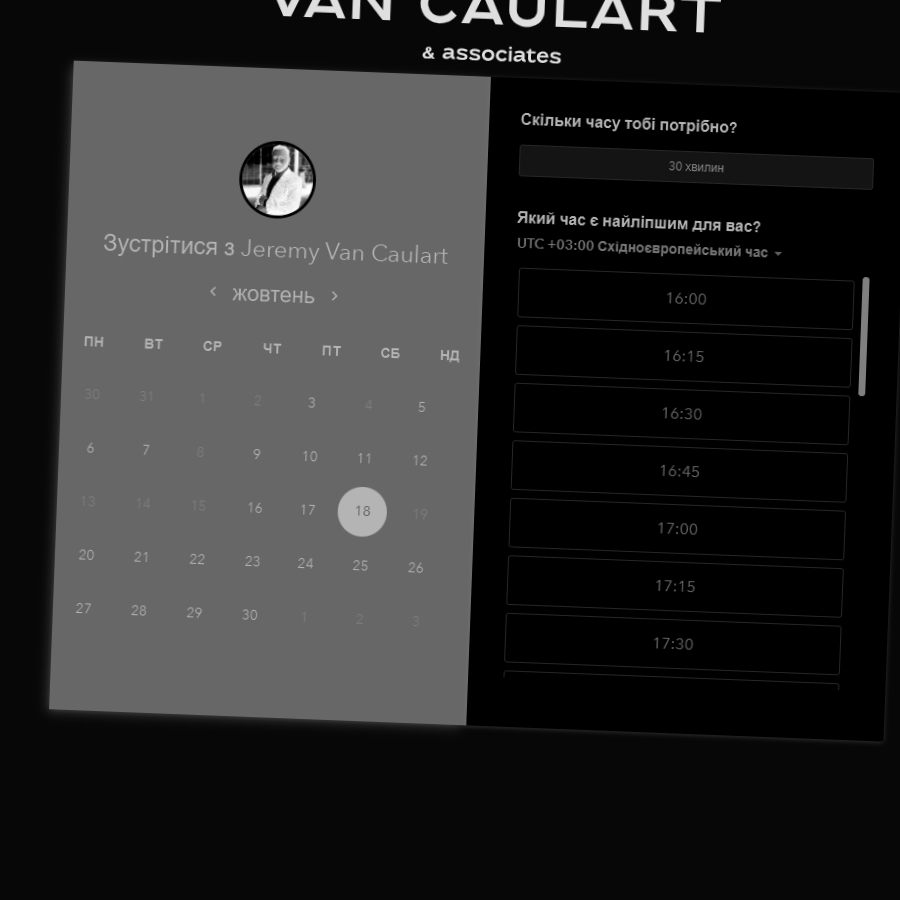 VAN CAULART
& associates
Зустрітися з Jeremy Van Caulart
жовтень
ПН ВТ СР ЧТ ПТ СБ НД
30 31 1 2 3 4 5
6 7 8 9 10 11 12
13 14 15 16 17 18 19
20 21 22 23 24 25 26
27 28 29 30 1 2 3
Скільки часу тобі потрібно?
30 хвилин
Який час є найліпшим для вас?
UTC +03:00 Східноєвропейський час
16:00
16:15
16:30
16:45
17:00
17:15
17:30